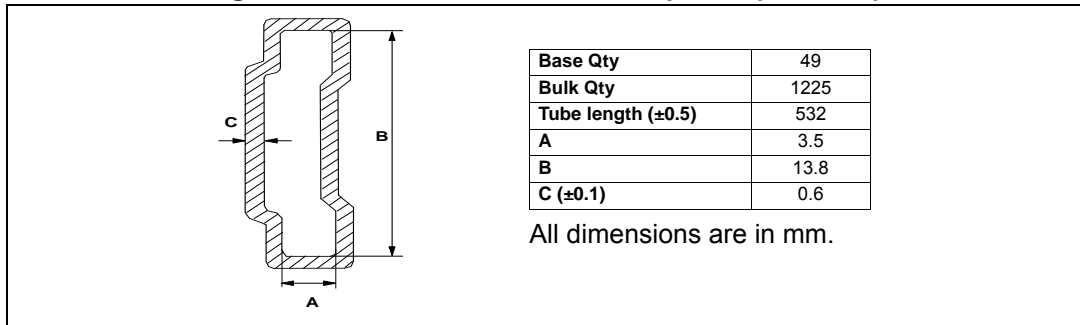 C
B
A
Base Qty 49
Bulk Qty 1225
Tube length (±0.5) 532
A 3.5
B 13.8
C (±0.1) 0.6
All dimensions are in mm.